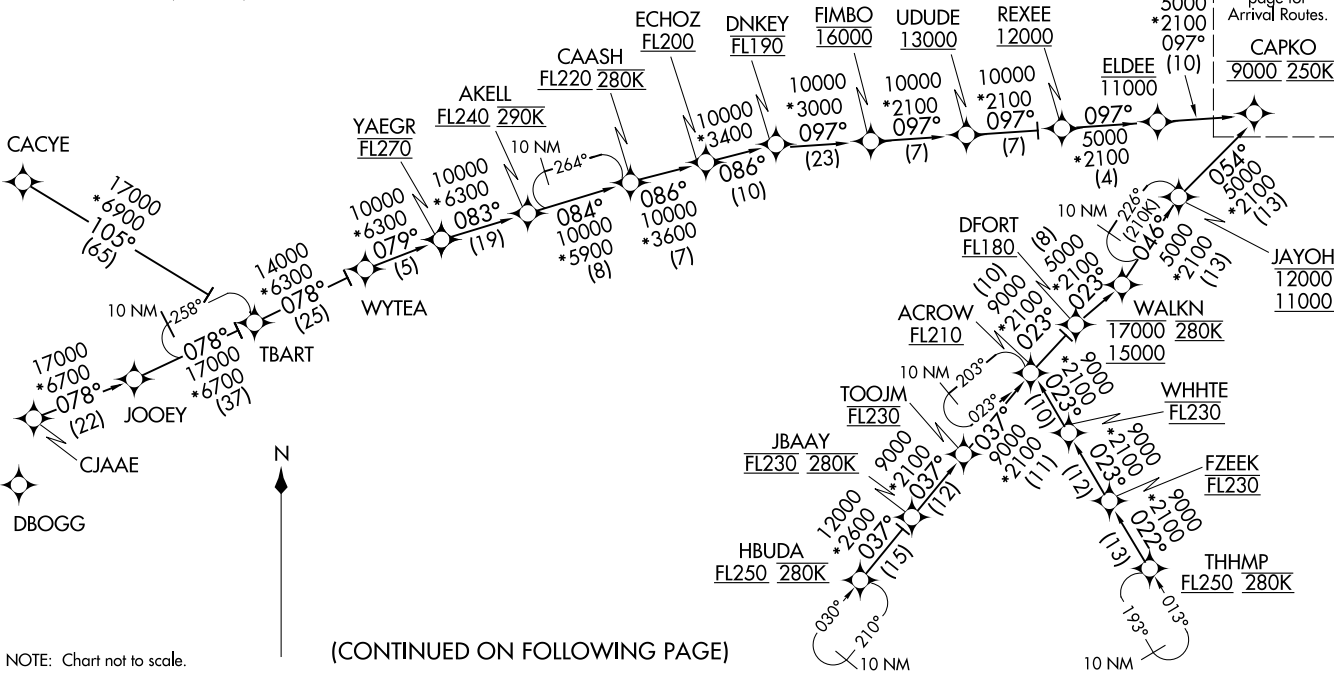 5000
*2100
097°
(10)
page for
Arrival Routes.
CAPKO
9000 250K
ELDEE
11000
REXEE
12000
UDUDE
13000
FIMBO
16000
DNKEY
FL190
ECHOZ
FL200
CAASH
FL220 280K
AKELL
FL240 290K
YAEGR
FL270
CACYE
17000
*6900
105°
(65)
10 NM
258°
17000
*6700
078°
(22)
JOOEY
CJAAE
DBOGG
078°
17000
*6700
(37)
TBART
14000
*6300
078°
(25)
WYTEA
10000
*6300
079°
(5)
10000
*6300
083°
(19)
10 NM
264°
084°
10000
*5900
(8)
086°
10000
*3600
(7)
10000
*3400
086°
(10)
10000
*3000
097°
(23)
10000
*2100
097°
(7)
10000
*2100
097°
(7)
097°
5000
*2100
(4)
054°
5000
*2100
(13)
10 NM
226°
(210K)
046°
5000
*2100
(13)
JAYOH
12000
11000
DFORT
FL180
(8)
5000
*2100
023°
WALKN
17000 280K
15000
ACROW
FL210
(10)
9000
*2100
023°
10 NM
203°
023°
TOOJM
FL230
037°
9000
*2100
(11)
JBAAY
FL230 280K
9000
*2100
037°
(12)
HBUDA
FL250 280K
12000
*2600
037°
(15)
030°
210°
10 NM
9000
*2100
023°
(10)
WHHTE
FL230
9000
*2100
023°
(12)
FZEEK
FL230
9000
*2100
022°
(13)
THHMP
FL250 280K
193°
013°
10 NM
N
NOTE: Chart not to scale.
(CONTINUED ON FOLLOWING PAGE)